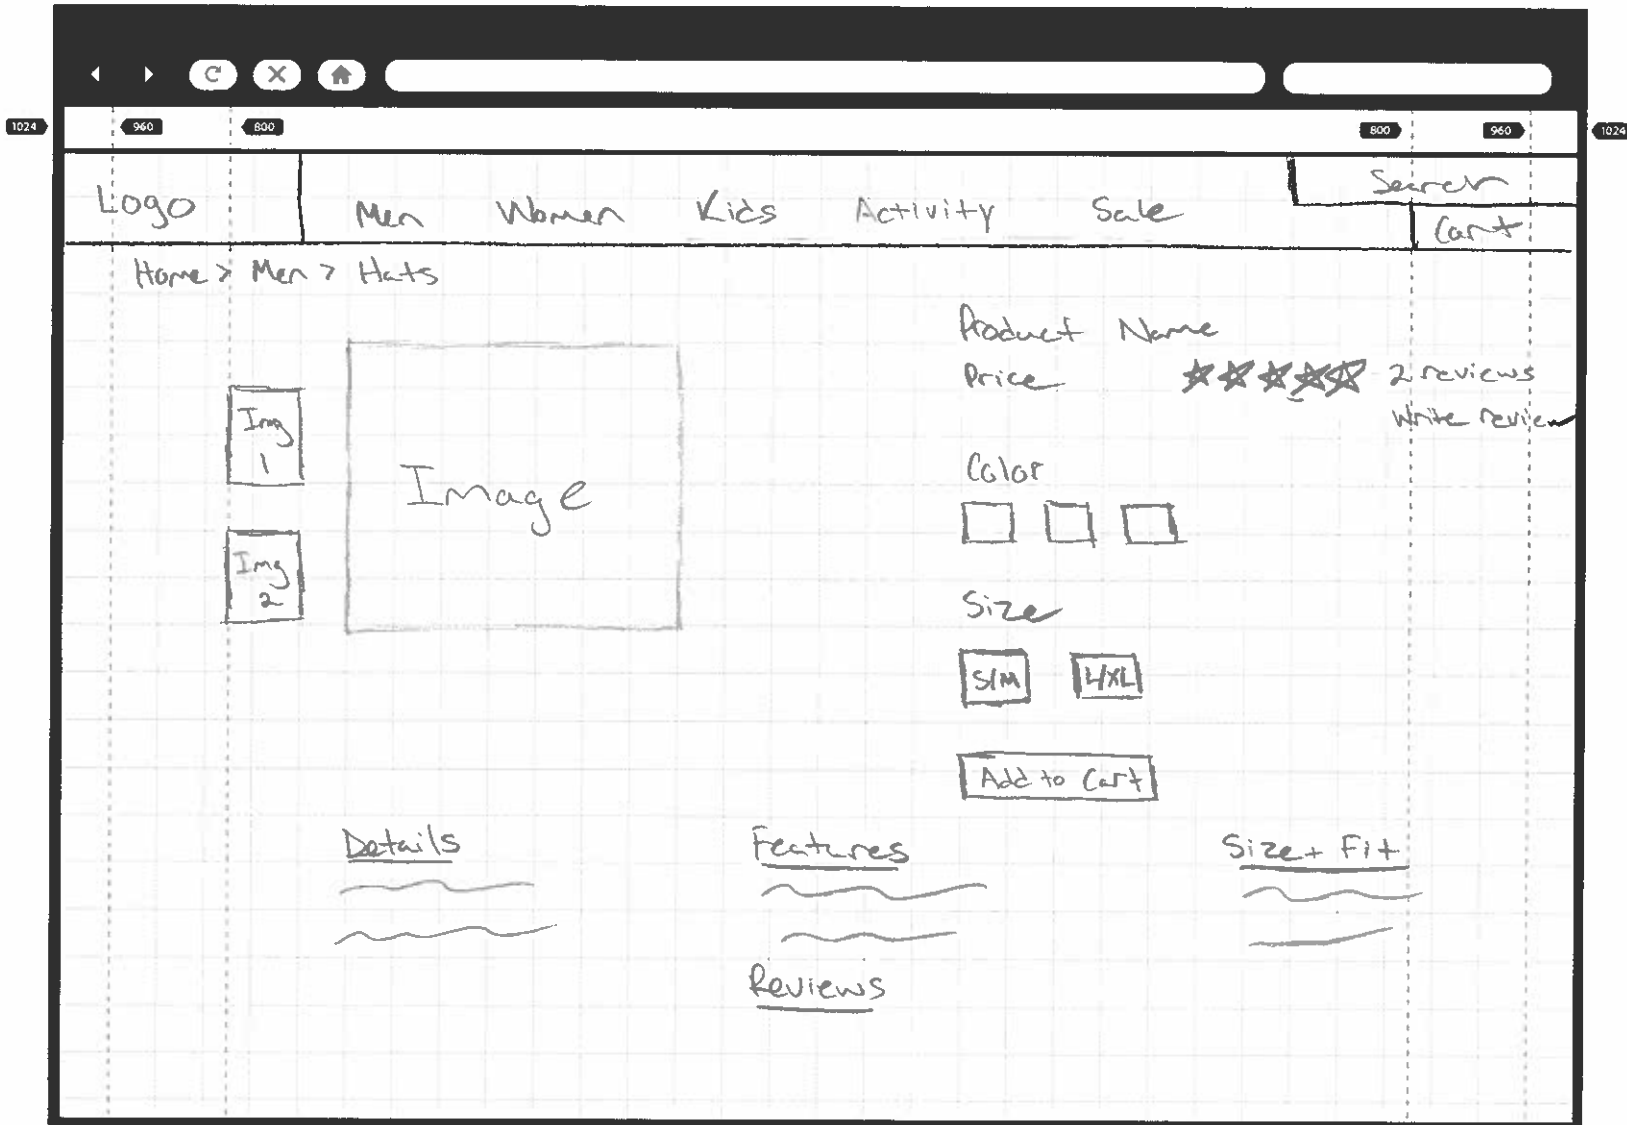 1024 960 800 800 960 1024
Logo Men Women Kids Activity Sale Search
Cart
Home > Men > Hats
Product Name
Price 2 reviews
Write review
Img 1
Image
Color
Img 2
Size
S/M L/XL
Add to Cart
Details Features Size + Fit
Reviews